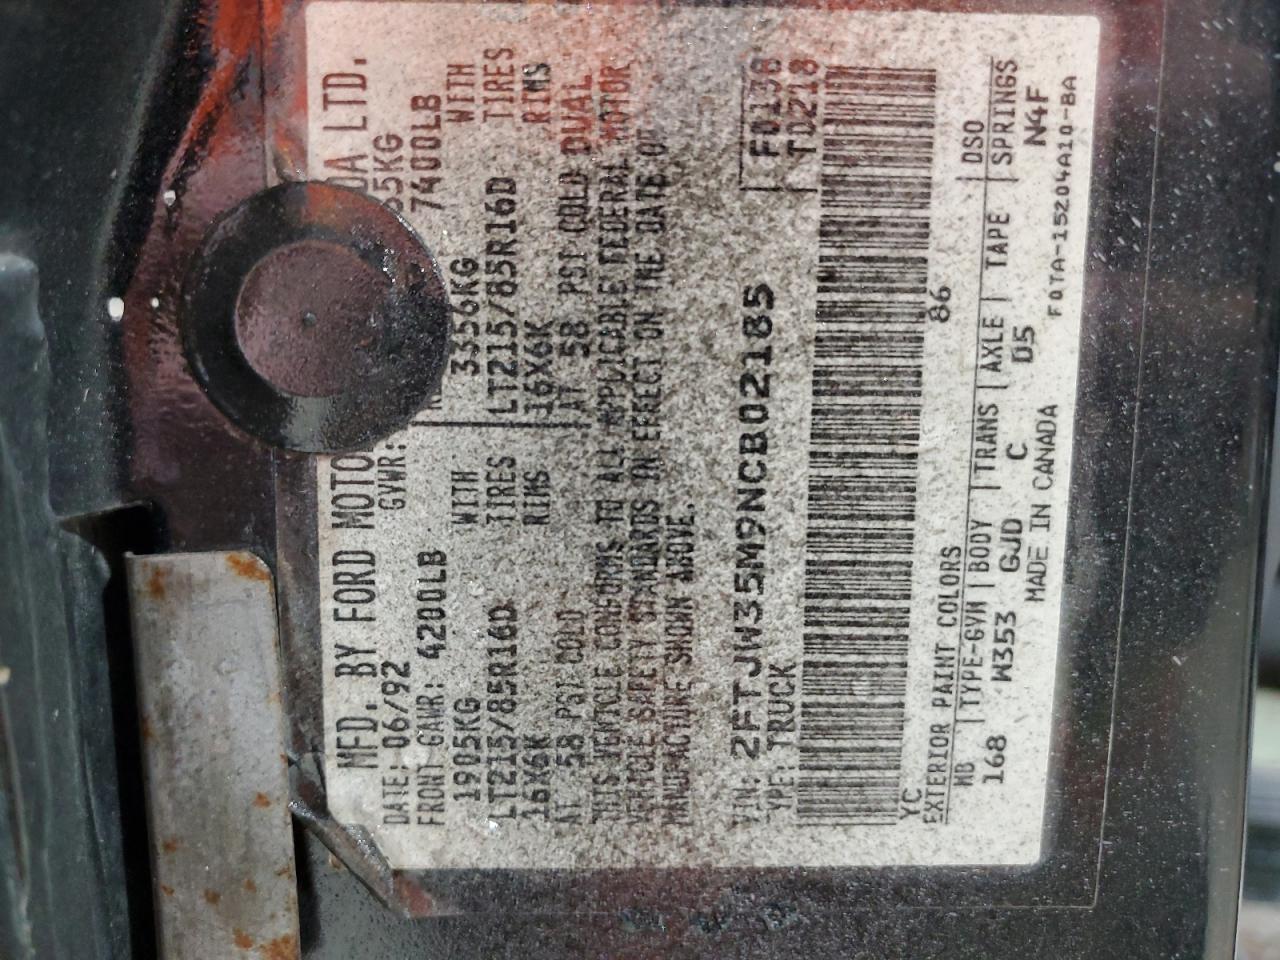 MFD. BY FORD MOTO DA LTD.
DATE: 06/92 GVWR: 55KG
FRONT GAWR: 4200LB 7400LB
1905KG WITH 3356KG WITH
LT215/85R16D TIRES LT215/85R16D TIRES
16X6K RIMS 16X6K RIMS
AT 58 PSI COLD AT 58 PSI COLD DUAL
THIS VEHICLE CONFORMS TO ALL APPLICABLE FEDERAL MOTOR
VEHICLE SAFETY STANDARDS IN EFFECT ON THE DATE OF
MANUFACTURE SHOWN ABOVE.
VIN: 2FTJW35M9NCB02185 F0138
TYPE: TRUCK T0218
YC 86
EXTERIOR PAINT COLORS DSO
WB TYPE-GVW BODY TRANS AXLE TAPE SPRINGS
168 W353 GJD C D5 N4F
MADE IN CANADA F0TA-15204A10-BA